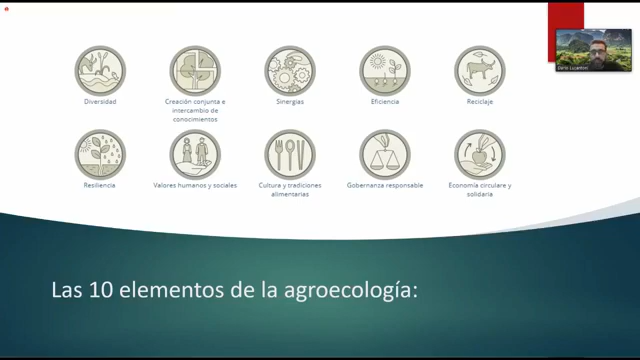 Diversidad
Creación conjunta e
intercambio de
conocimientos
Sinergias
Eficiencia
Reciclaje
Resiliencia
Valores humanos y sociales
Cultura y tradiciones
alimentarias
Gobernanza responsable
Economía circulare y
solidaria
Las 10 elementos de la agroecología: